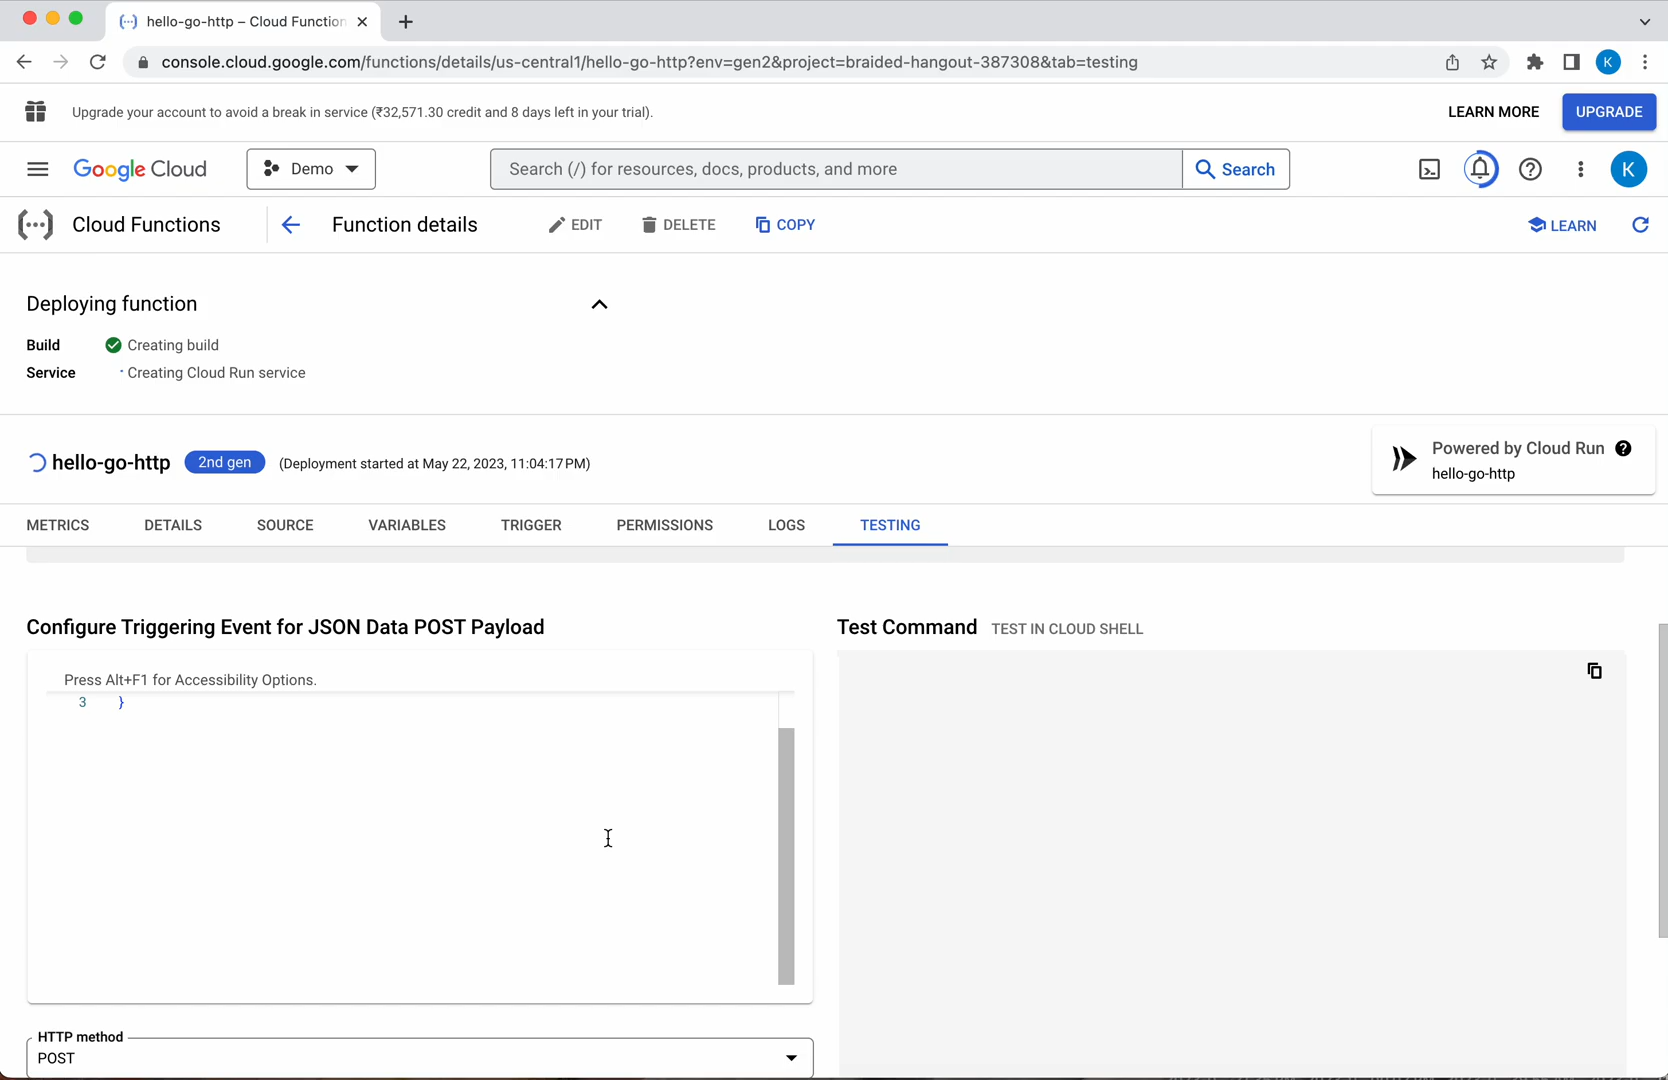 hello-go-http – Cloud Function
console.cloud.google.com/functions/details/us-central1/hello-go-http?env=gen2&project=braided-hangout-387308&tab=testing
K
Upgrade your account to avoid a break in service (₹32,571.30 credit and 8 days left in your trial).
LEARN MORE
UPGRADE
Google Cloud
Demo
Search (/) for resources, docs, products, and more
Search
K
Cloud Functions
Function details
EDIT
DELETE
COPY
LEARN
Deploying function
Build
Creating build
Service
Creating Cloud Run service
hello-go-http
2nd gen
(Deployment started at May 22, 2023, 11:04:17 PM)
Powered by Cloud Run
hello-go-http
METRICS
DETAILS
SOURCE
VARIABLES
TRIGGER
PERMISSIONS
LOGS
TESTING
Configure Triggering Event for JSON Data POST Payload
Test Command
TEST IN CLOUD SHELL
Press Alt+F1 for Accessibility Options.
3 }
HTTP method
POST